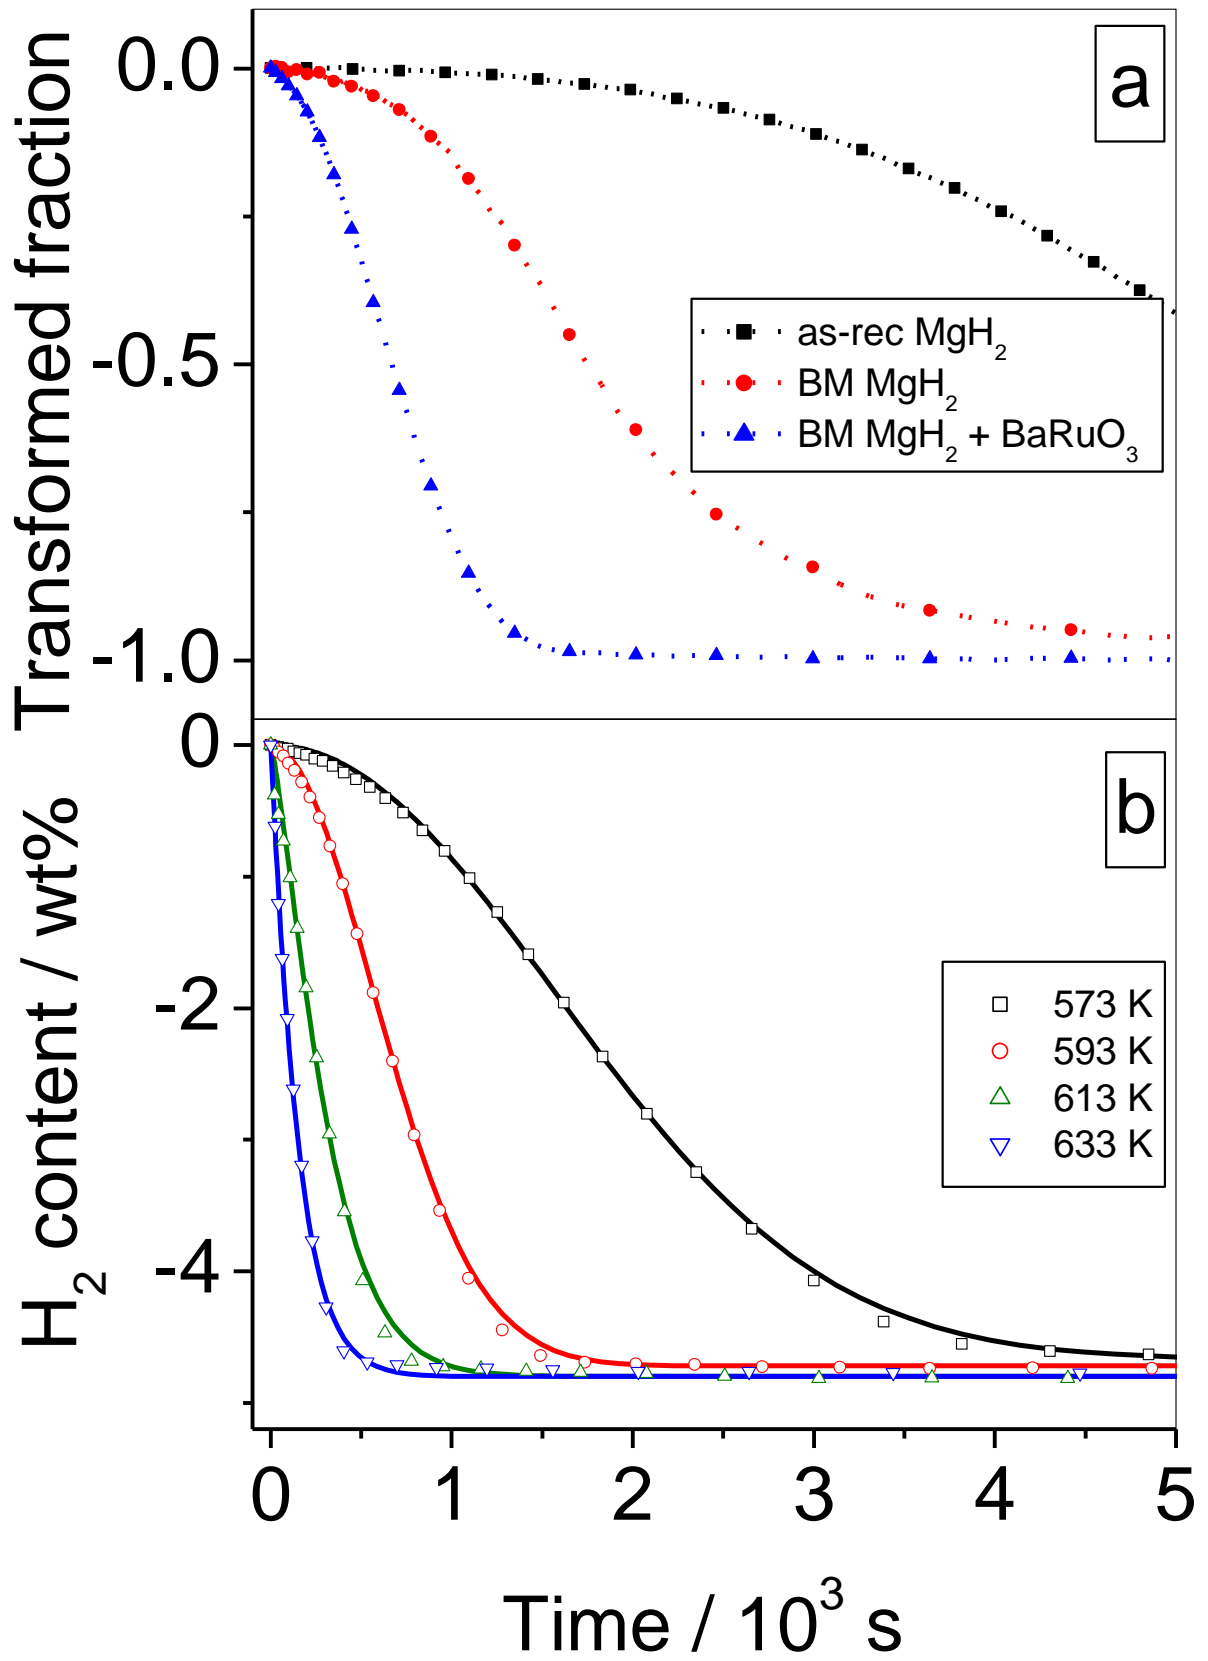 Transformed fraction
0.0
-0.5
-1.0
a
as-rec MgH₂
BM MgH₂
BM MgH₂ + BaRuO₃
H₂ content / wt%
0
-2
-4
b
573 K
593 K
613 K
633 K
0 1 2 3 4 5
Time / 10³ s